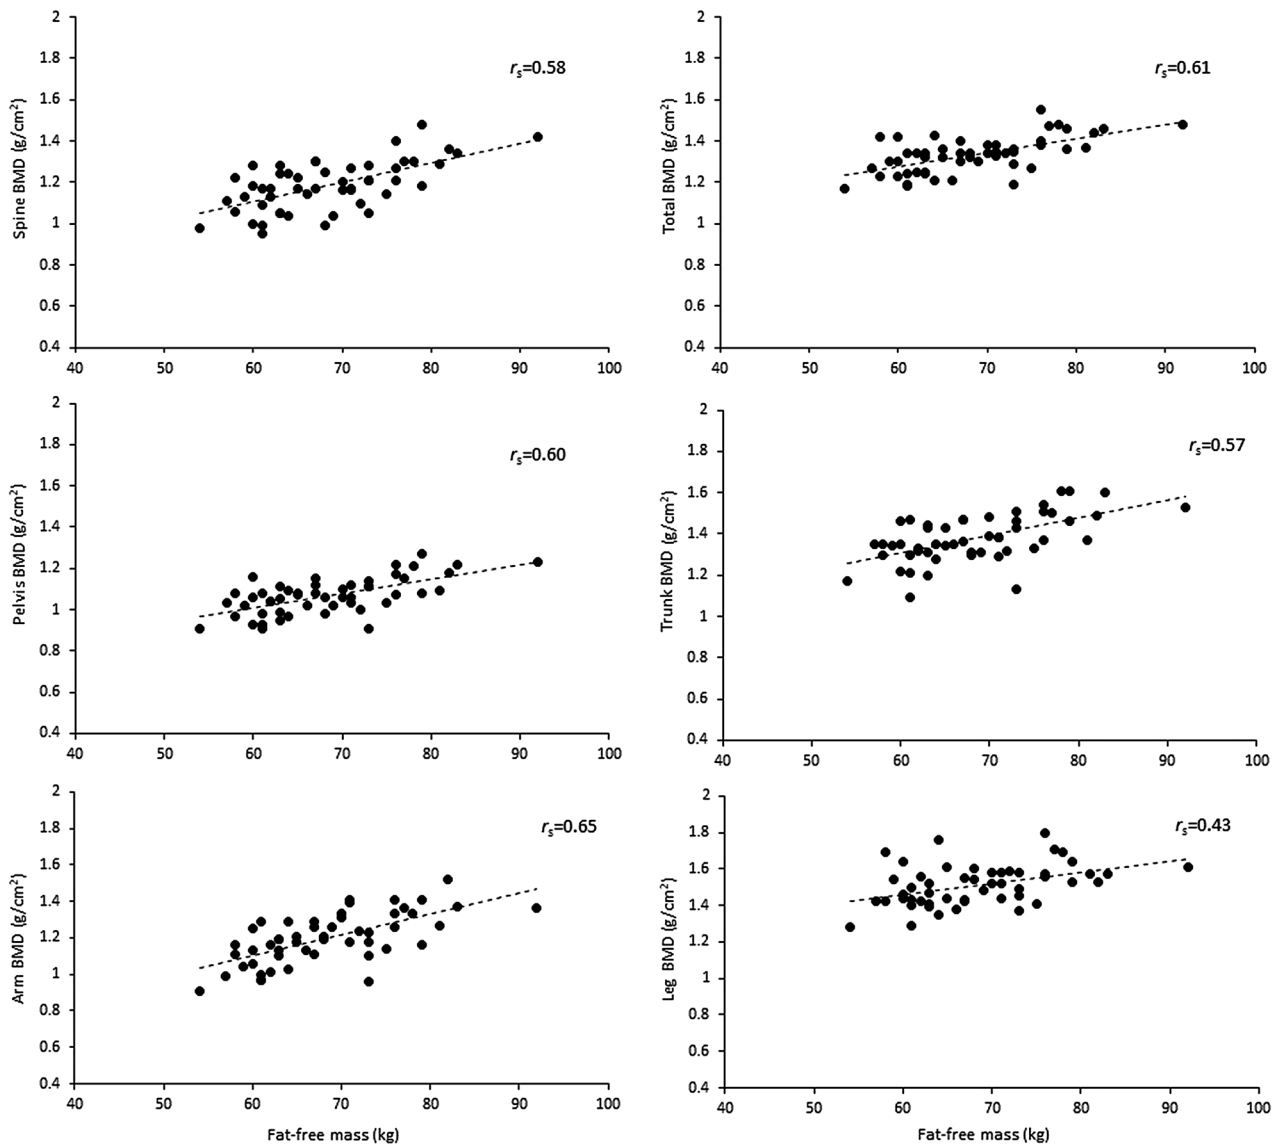 2
1.8
1.6
1.4
1.2
1
0.8
0.6
0.4
40 50 60 70 80 90 100
Spine BMD (g/cm²)
rₛ=0.58
2
1.8
1.6
1.4
1.2
1
0.8
0.6
0.4
40 50 60 70 80 90 100
Total BMD (g/cm²)
rₛ=0.61
2
1.8
1.6
1.4
1.2
1
0.8
0.6
0.4
40 50 60 70 80 90 100
Pelvis BMD (g/cm²)
rₛ=0.60
2
1.8
1.6
1.4
1.2
1
0.8
0.6
0.4
40 50 60 70 80 90 100
Trunk BMD (g/cm²)
rₛ=0.57
2
1.8
1.6
1.4
1.2
1
0.8
0.6
0.4
40 50 60 70 80 90 100
Arm BMD (g/cm²)
rₛ=0.65
Fat-free mass (kg)
2
1.8
1.6
1.4
1.2
1
0.8
0.6
0.4
40 50 60 70 80 90 100
Leg BMD (g/cm²)
rₛ=0.43
Fat-free mass (kg)